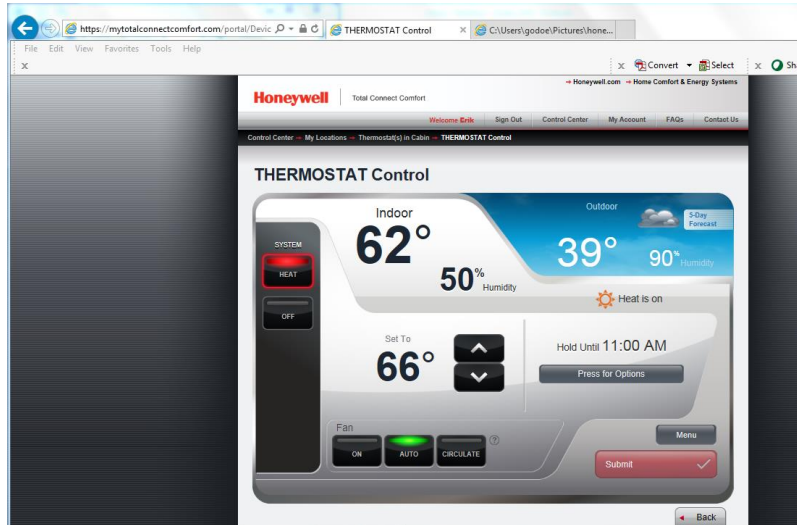 https://mytotalconnectcomfort.com/portal/Devic
THERMOSTAT Control
C:\Users\godoe\Pictures\hone...
File Edit View Favorites Tools Help
x
x Convert Select x Sh
Honeywell.com Home Comfort & Energy Systems
Honeywell Total Connect Comfort
Welcome Erik Sign Out Control Center My Account FAQs Contact Us
Control Center → My Locations → Thermostat(s) in Cabin → THERMOSTAT Control
THERMOSTAT Control
Indoor
62°
50% Humidity
Outdoor
5-Day
Forecast
39° 90% Humidity
Heat is on
SYSTEM
HEAT
OFF
Set To
66°
Hold Until 11:00 AM
Press for Options
Fan
ON AUTO CIRCULATE ?
Menu
Submit
Back